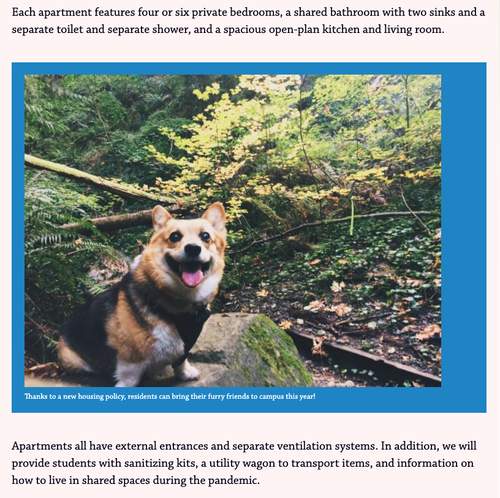 Each apartment features four or six private bedrooms, a shared bathroom with two sinks and a
separate toilet and separate shower, and a spacious open-plan kitchen and living room.
Thanks to a new housing policy, residents can bring their furry friends to campus this year!
Apartments all have external entrances and separate ventilation systems. In addition, we will
provide students with sanitizing kits, a utility wagon to transport items, and information on
how to live in shared spaces during the pandemic.